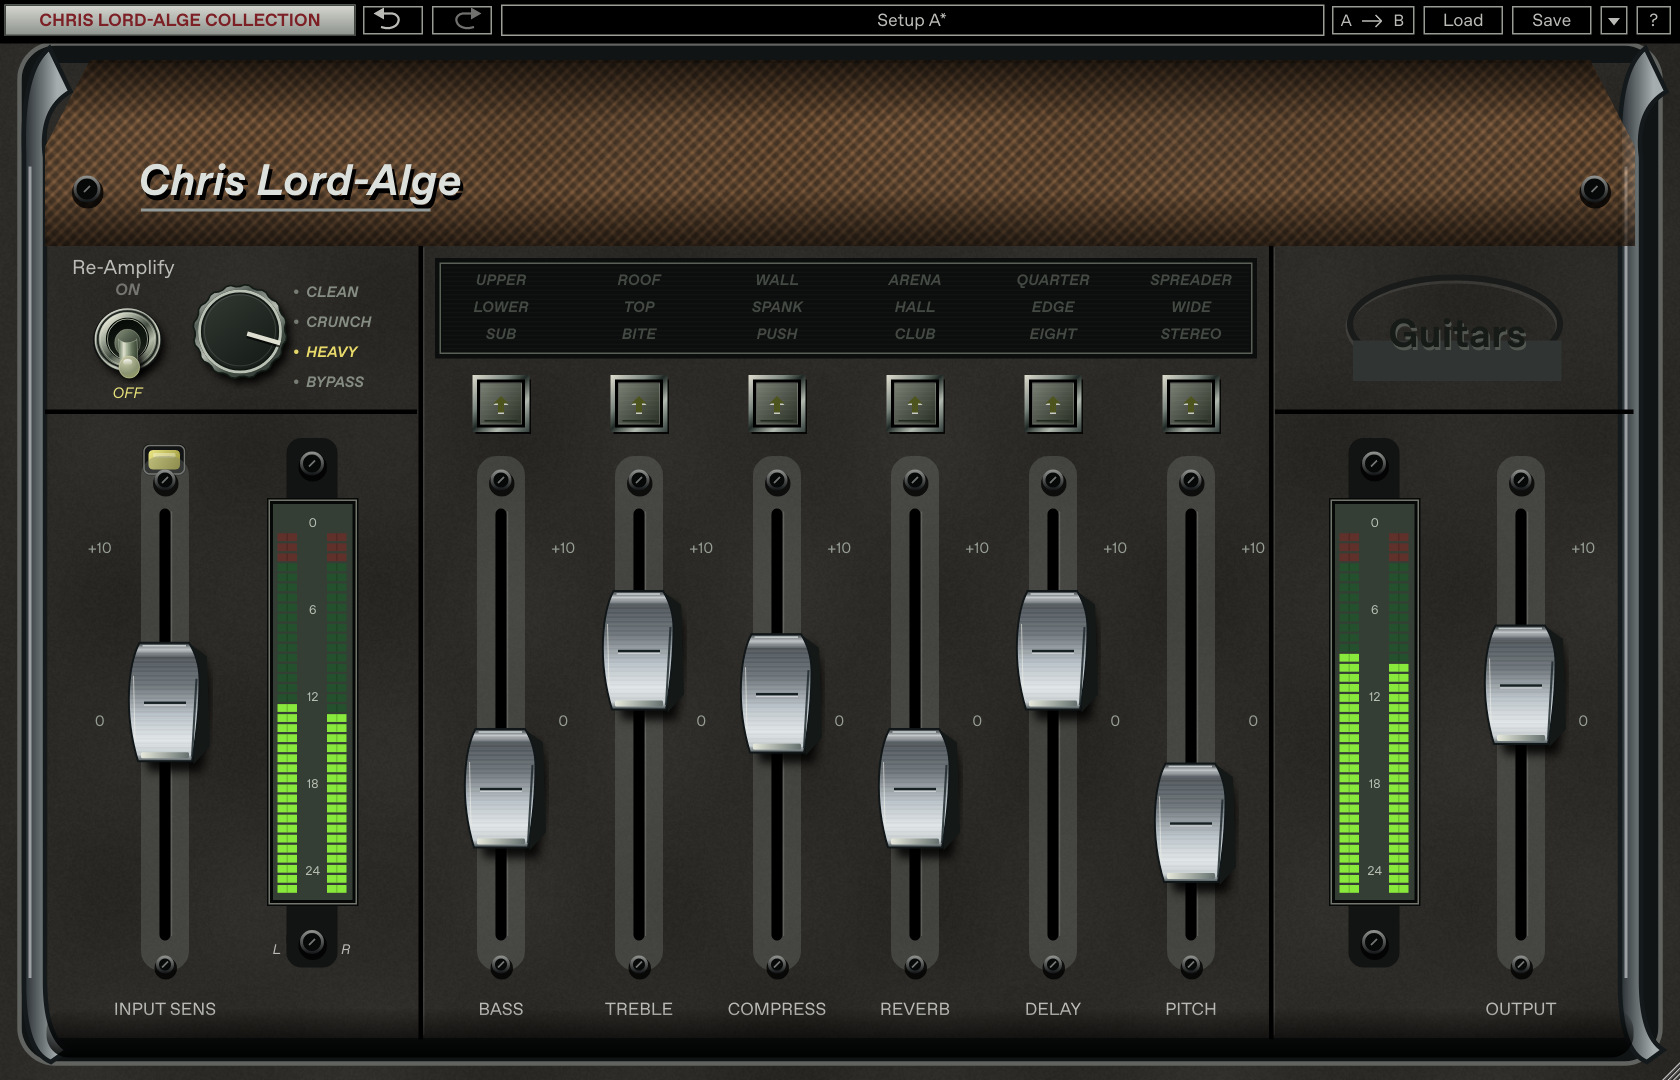 CHRIS LORD-ALGE COLLECTION
Setup A*
A → B
Load
Save
?
Chris Lord-Alge
Re-Amplify
ON
OFF
CLEAN
CRUNCH
HEAVY
BYPASS
UPPER ROOF WALL ARENA QUARTER SPREADER
LOWER TOP SPANK HALL EDGE WIDE
SUB BITE PUSH CLUB EIGHT STEREO
Guitars
0 0
+10 +10 +10 +10 +10 +10 +10 +10
6 6
12 12
0 0 0 0 0 0 0 0
18 18
24 24
L R
INPUT SENS BASS TREBLE COMPRESS REVERB DELAY PITCH OUTPUT